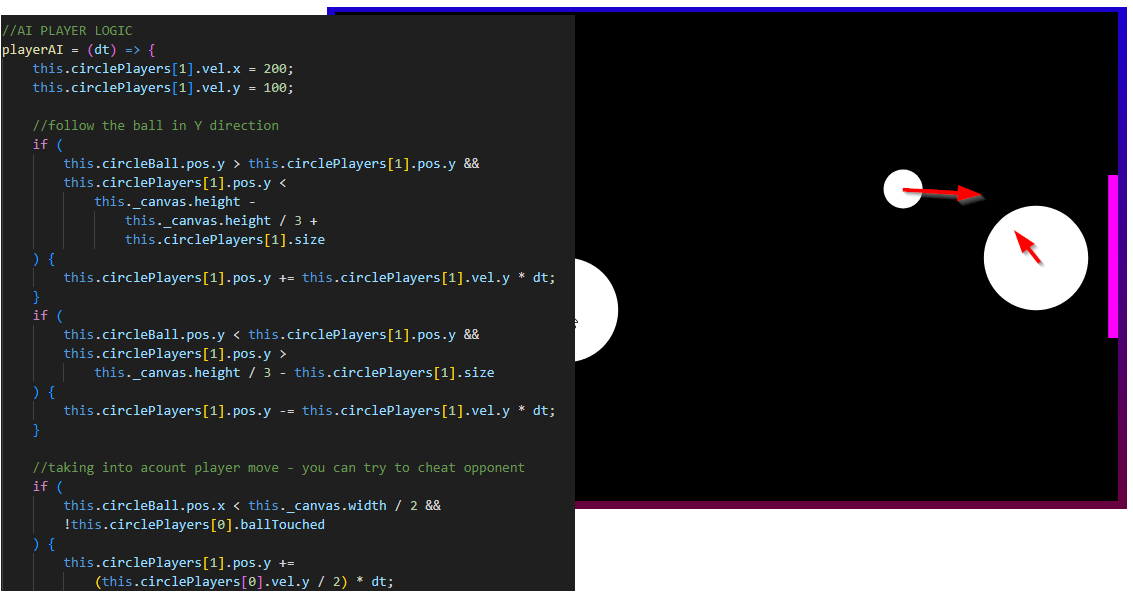 //AI PLAYER LOGIC
playerAI = (dt) => {
this.circlePlayers[1].vel.x = 200;
this.circlePlayers[1].vel.y = 100;
//follow the ball in Y direction
if (
this.circleBall.pos.y > this.circlePlayers[1].pos.y &&
this.circlePlayers[1].pos.y <
this._canvas.height -
this._canvas.height / 3 +
this.circlePlayers[1].size
) {
this.circlePlayers[1].pos.y += this.circlePlayers[1].vel.y * dt;
}
if (
this.circleBall.pos.y < this.circlePlayers[1].pos.y &&
this.circlePlayers[1].pos.y >
this._canvas.height / 3 - this.circlePlayers[1].size
) {
this.circlePlayers[1].pos.y -= this.circlePlayers[1].vel.y * dt;
}
//taking into acount player move - you can try to cheat opponent
if (
this.circleBall.pos.x < this._canvas.width / 2 &&
!this.circlePlayers[0].ballTouched
) {
this.circlePlayers[1].pos.y +=
(this.circlePlayers[0].vel.y / 2) * dt;